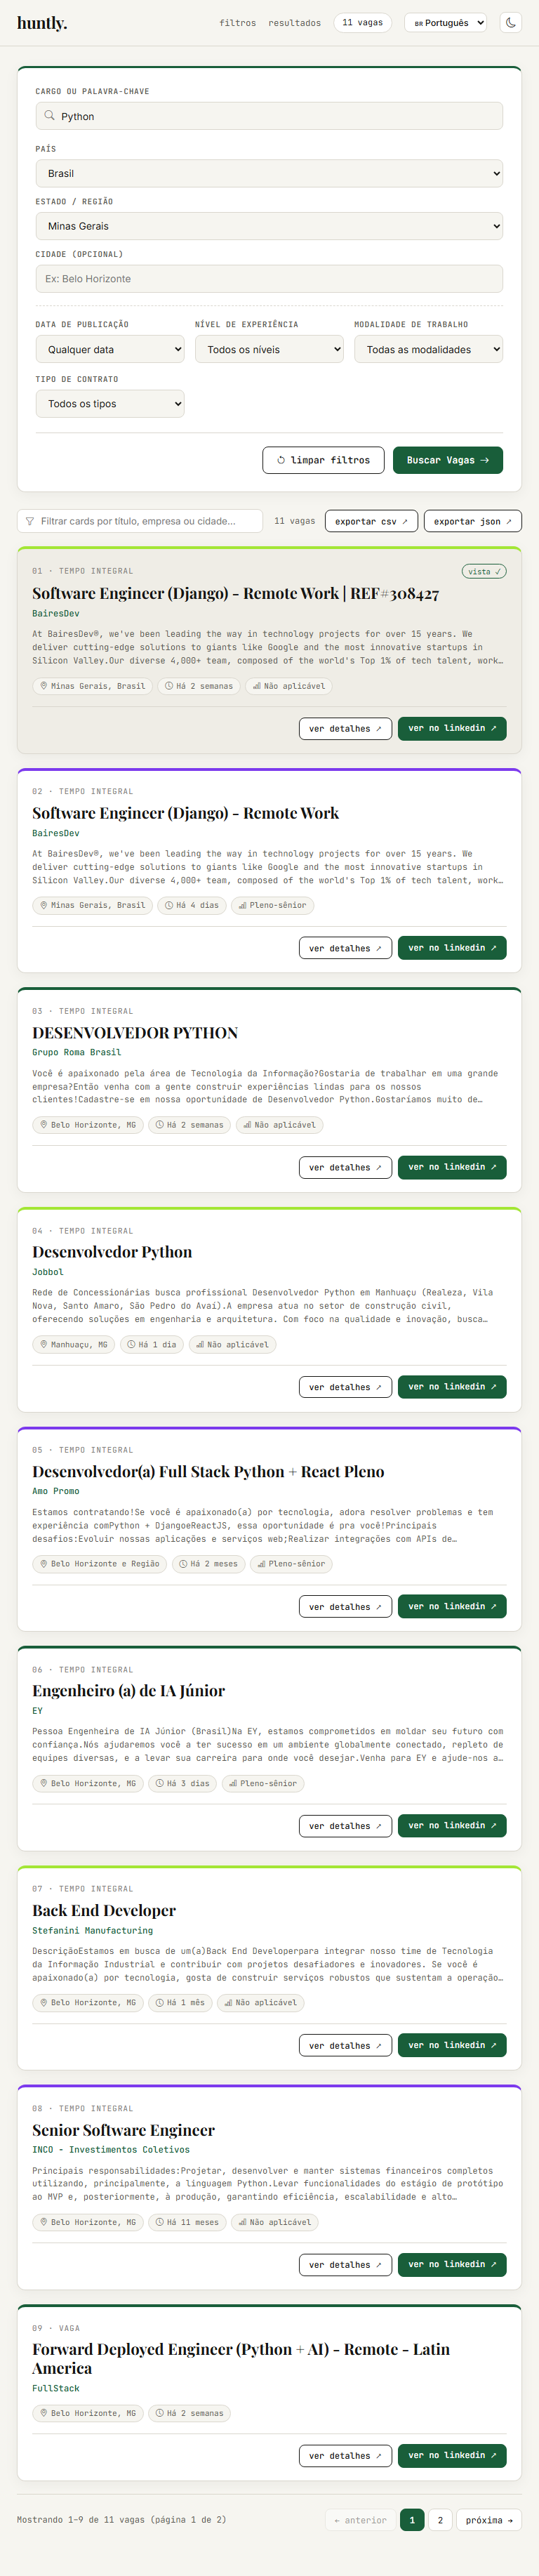 huntly.
filtros resultados 11 vagas BR Português
CARGO OU PALAVRA-CHAVE
Python
PAÍS
Brasil
ESTADO / REGIÃO
Minas Gerais
CIDADE (OPCIONAL)
Ex: Belo Horizonte
DATA DE PUBLICAÇÃO NÍVEL DE EXPERIÊNCIA MODALIDADE DE TRABALHO
Qualquer data Todos os níveis Todas as modalidades
TIPO DE CONTRATO
Todos os tipos
limpar filtros Buscar Vagas →
Filtrar cards por título, empresa ou cidade... 11 vagas exportar csv ↗ exportar json ↗
01 · TEMPO INTEGRAL vista ✓
Software Engineer (Django) - Remote Work | REF#308427
BairesDev
At BairesDev®, we've been leading the way in technology projects for over 15 years. We
deliver cutting-edge solutions to giants like Google and the most innovative startups in
Silicon Valley.Our diverse 4,000+ team, composed of the world's Top 1% of tech talent, work…
Minas Gerais, Brasil Há 2 semanas Não aplicável
ver detalhes ↗ ver no linkedin ↗
02 · TEMPO INTEGRAL
Software Engineer (Django) - Remote Work
BairesDev
At BairesDev®, we've been leading the way in technology projects for over 15 years. We
deliver cutting-edge solutions to giants like Google and the most innovative startups in
Silicon Valley.Our diverse 4,000+ team, composed of the world's Top 1% of tech talent, work…
Minas Gerais, Brasil Há 4 dias Pleno-sênior
ver detalhes ↗ ver no linkedin ↗
03 · TEMPO INTEGRAL
DESENVOLVEDOR PYTHON
Grupo Roma Brasil
Você é apaixonado pela área de Tecnologia da Informação?Gostaria de trabalhar em uma grande
empresa?Então venha com a gente construir experiências lindas para os nossos
clientes!Cadastre-se em nossa oportunidade de Desenvolvedor Python.Gostaríamos muito de…
Belo Horizonte, MG Há 2 semanas Não aplicável
ver detalhes ↗ ver no linkedin ↗
04 · TEMPO INTEGRAL
Desenvolvedor Python
Jobbol
Rede de Concessionárias busca profissional Desenvolvedor Python em Manhuaçu (Realeza, Vila
Nova, Santo Amaro, São Pedro do Avaí).A empresa atua no setor de construção civil,
oferecendo soluções em engenharia e arquitetura. Com foco na qualidade e inovação, busca…
Manhuaçu, MG Há 1 dia Não aplicável
ver detalhes ↗ ver no linkedin ↗
05 · TEMPO INTEGRAL
Desenvolvedor(a) Full Stack Python + React Pleno
Amo Promo
Estamos contratando!Se você é apaixonado(a) por tecnologia, adora resolver problemas e tem
experiência comPython + DjangoeReactJS, essa oportunidade é pra você!Principais
desafios:Evoluir nossas aplicações e serviços web;Realizar integrações com APIs de…
Belo Horizonte e Região Há 2 meses Pleno-sênior
ver detalhes ↗ ver no linkedin ↗
06 · TEMPO INTEGRAL
Engenheiro (a) de IA Júnior
EY
Pessoa Engenheira de IA Júnior (Brasil)Na EY, estamos comprometidos em moldar seu futuro com
confiança.Nós ajudaremos você a ter sucesso em um ambiente globalmente conectado, repleto de
equipes diversas, e a levar sua carreira para onde você desejar.Venha para EY e ajude-nos a…
Belo Horizonte, MG Há 3 dias Pleno-sênior
ver detalhes ↗ ver no linkedin ↗
07 · TEMPO INTEGRAL
Back End Developer
Stefanini Manufacturing
DescriçãoEstamos em busca de um(a)Back End Developerpara integrar nosso time de Tecnologia
da Informação Industrial e contribuir com projetos desafiadores e inovadores. Se você é
apaixonado(a) por tecnologia, gosta de construir serviços robustos que sustentam a operação…
Belo Horizonte, MG Há 1 mês Não aplicável
ver detalhes ↗ ver no linkedin ↗
08 · TEMPO INTEGRAL
Senior Software Engineer
INCO - Investimentos Coletivos
Principais responsabilidades:Projetar, desenvolver e manter sistemas financeiros completos
utilizando, principalmente, a linguagem Python.Levar funcionalidades do estágio de protótipo
ao MVP e, posteriormente, à produção, garantindo eficiência, escalabilidade e alto…
Belo Horizonte, MG Há 11 meses Não aplicável
ver detalhes ↗ ver no linkedin ↗
09 · VAGA
Forward Deployed Engineer (Python + AI) - Remote - Latin
America
FullStack
Belo Horizonte, MG Há 2 semanas
ver detalhes ↗ ver no linkedin ↗
Mostrando 1–9 de 11 vagas (página 1 de 2) ← anterior 1 2 próxima →